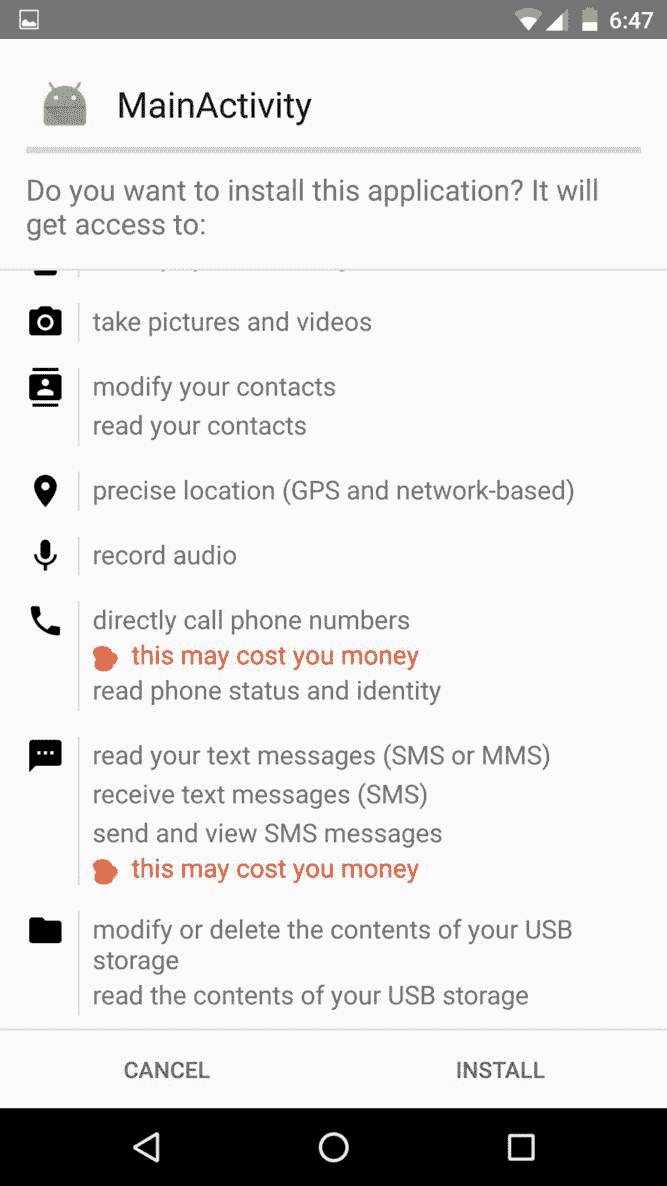 6:47
MainActivity
Do you want to install this application? It will
get access to:
take pictures and videos
modify your contacts
read your contacts
precise location (GPS and network-based)
record audio
directly call phone numbers
this may cost you money
read phone status and identity
read your text messages (SMS or MMS)
receive text messages (SMS)
send and view SMS messages
this may cost you money
modify or delete the contents of your USB
storage
read the contents of your USB storage
CANCEL
INSTALL